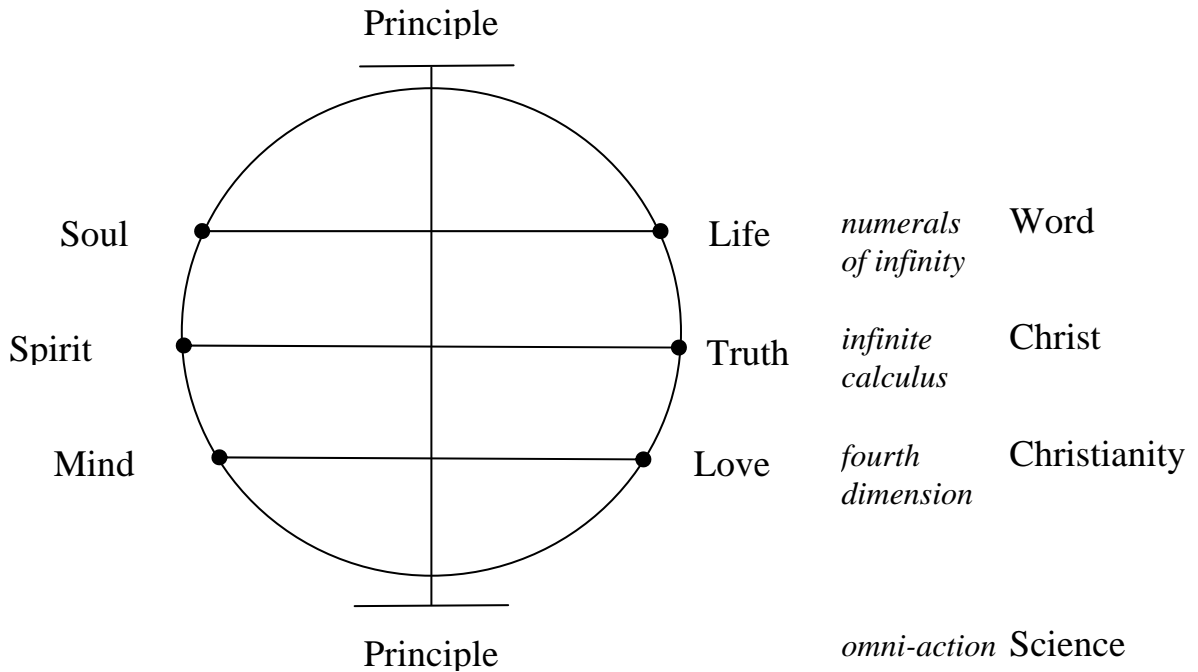 Principle
Soul
Life
numerals
of infinity
Word
Spirit
Truth
infinite
calculus
Christ
Mind
Love
fourth
dimension
Christianity
Principle
omni-action
Science